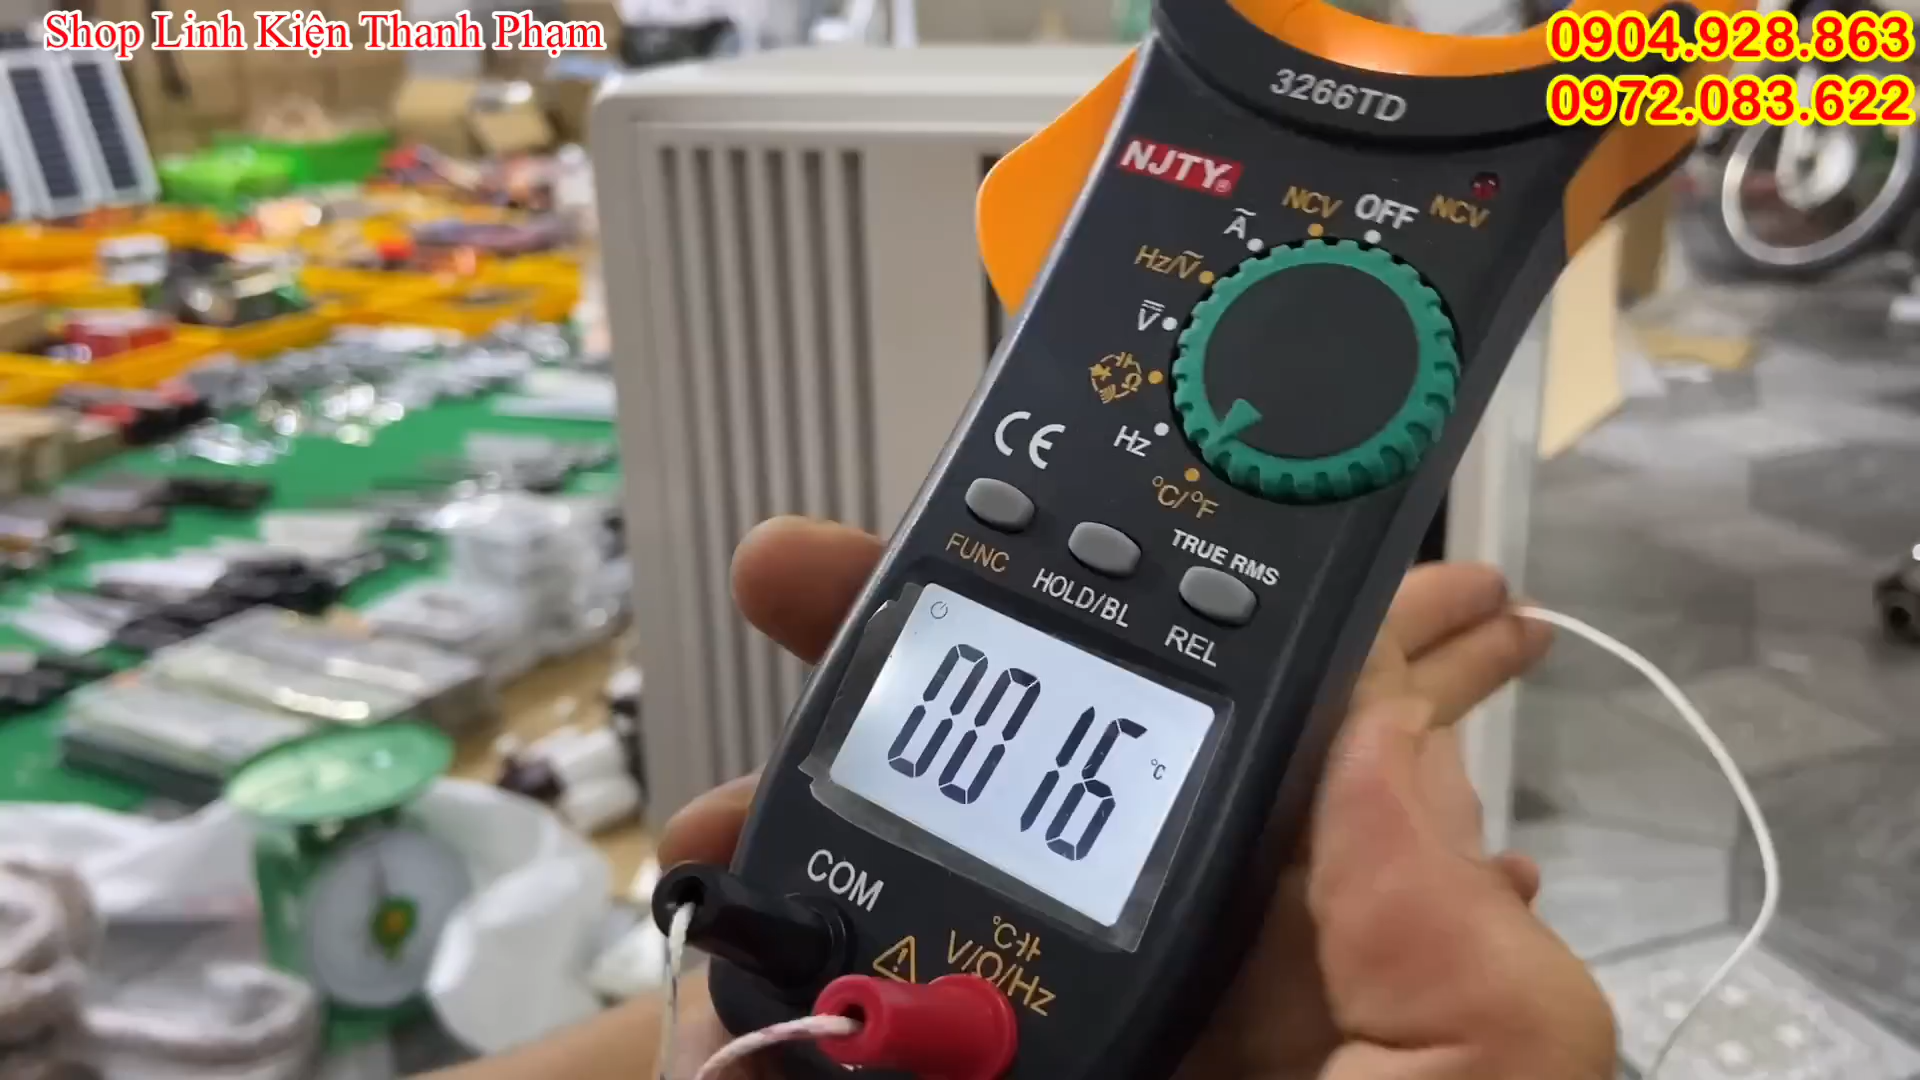 Shop Linh Kiện Thanh Phạm
0904.928.863
0972.083.622
3266TD
NJTY®
NCV
OFF
NCV
A
Hz/V
V
Ω
Hz
°C/°F
CE
FUNC
HOLD/BL
TRUE RMS
REL
0016 °C
COM
°C
V/Ω/Hz